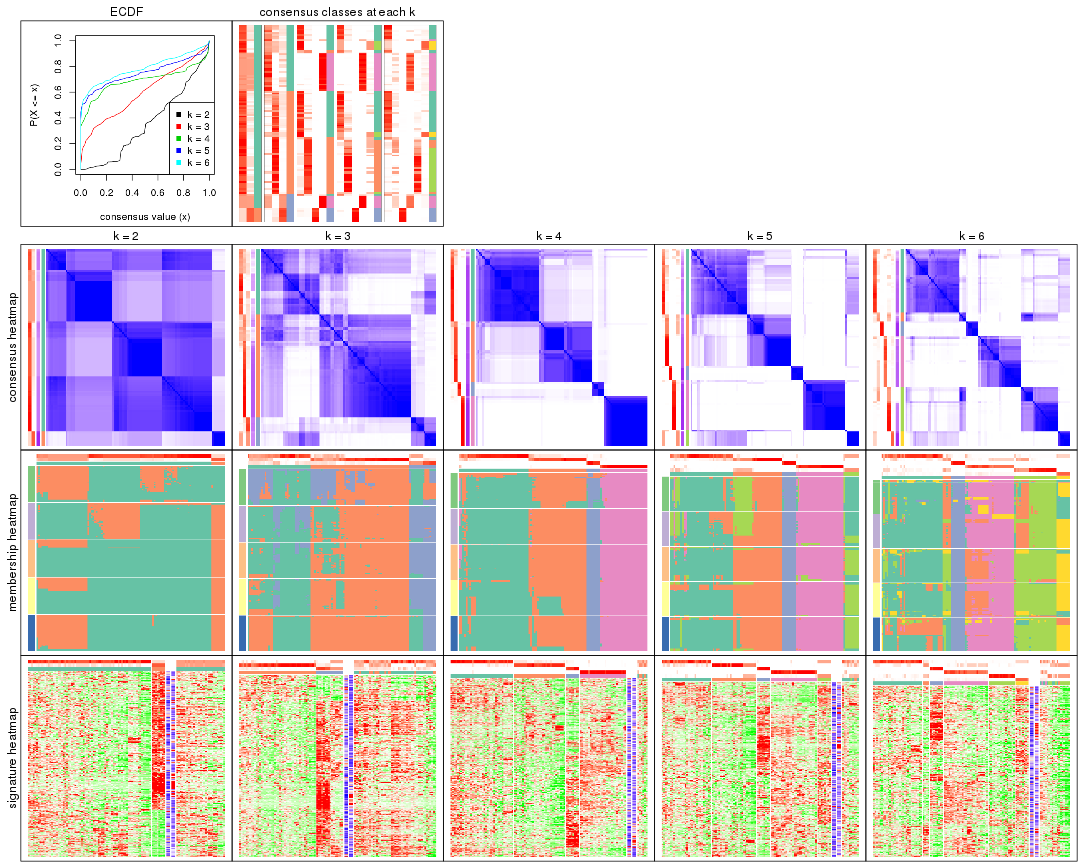 ECDF
consensus classes at each k
P(X <= x)
0.0 0.2 0.4 0.6 0.8 1.0
k = 2
k = 3
k = 4
k = 5
k = 6
0.0 0.2 0.4 0.6 0.8 1.0
consensus value (x)
k = 2 k = 3 k = 4 k = 5 k = 6
consensus heatmap
membership heatmap
signature heatmap